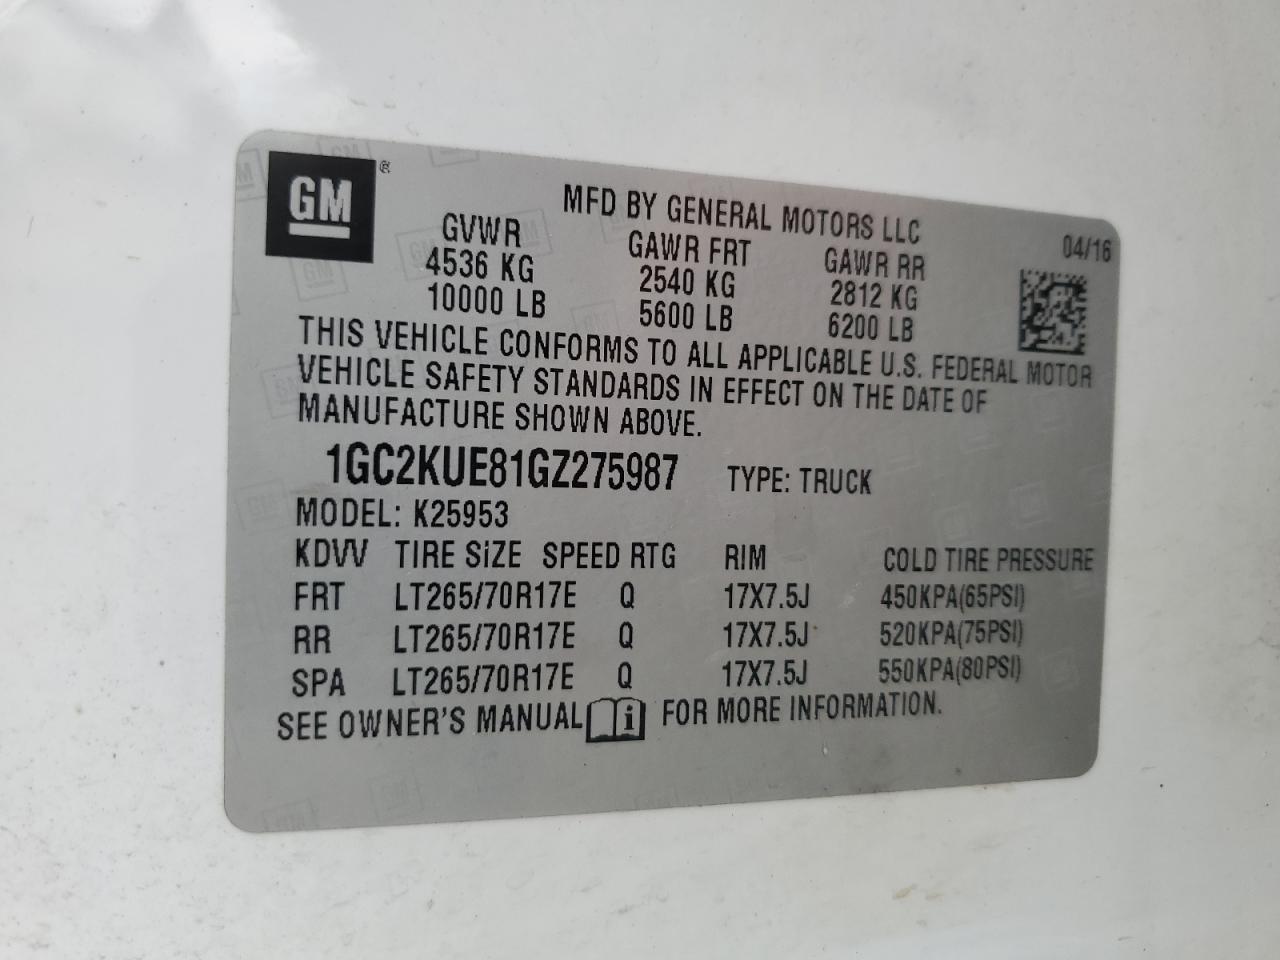 GM ®
MFD BY GENERAL MOTORS LLC
GVWR GAWR FRT GAWR RR 04/16
4536 KG 2540 KG 2812 KG
10000 LB 5600 LB 6200 LB
THIS VEHICLE CONFORMS TO ALL APPLICABLE U.S. FEDERAL MOTOR
VEHICLE SAFETY STANDARDS IN EFFECT ON THE DATE OF
MANUFACTURE SHOWN ABOVE.
1GC2KUE81GZ275987 TYPE: TRUCK
MODEL: K25953
KDVV TIRE SIZE SPEED RTG RIM COLD TIRE PRESSURE
FRT LT265/70R17E Q 17X7.5J 450KPA(65PSI)
RR LT265/70R17E Q 17X7.5J 520KPA(75PSI)
SPA LT265/70R17E Q 17X7.5J 550KPA(80PSI)
SEE OWNER'S MANUAL i FOR MORE INFORMATION.